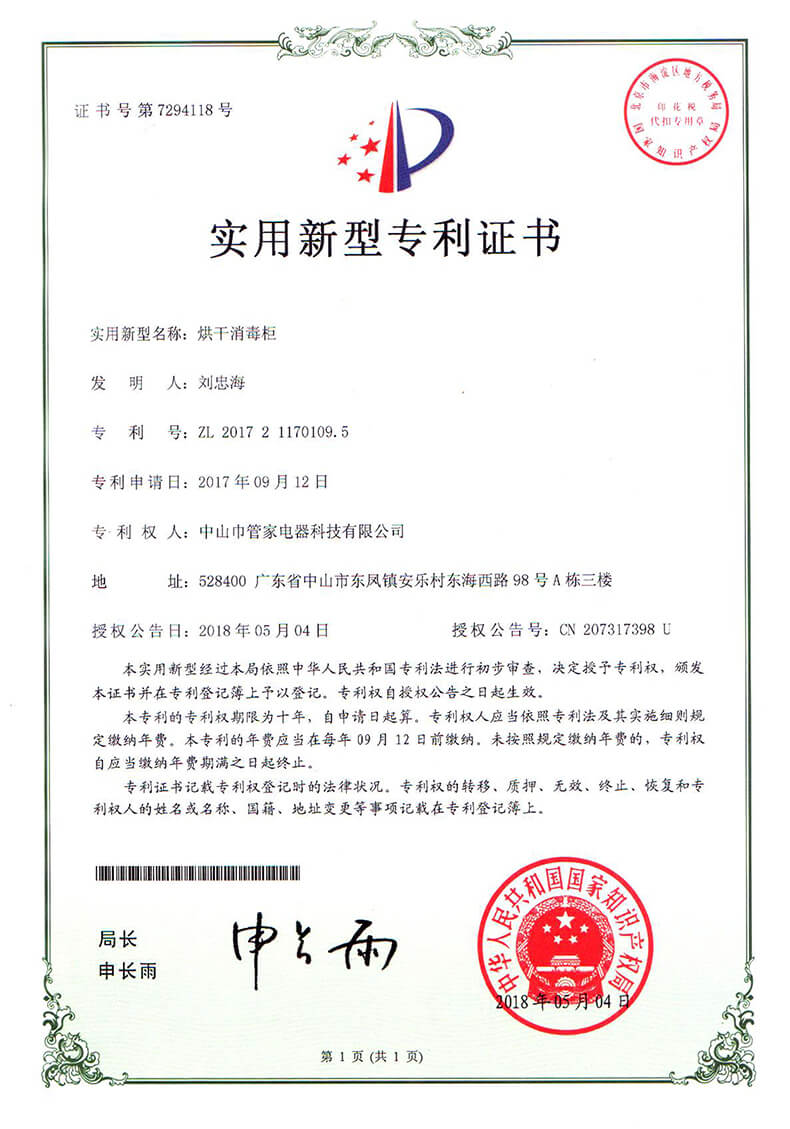 证书号第7294118号
北京市海淀区地方税务局
印花税
代扣专用章
国家知识产权局
实用新型专利证书
实用新型名称：烘干消毒柜
发明人：刘忠海
专利号：ZL 2017 2 1170109.5
专利申请日：2017年09月12日
专利权人：中山巾管家电器科技有限公司
地址：528400 广东省中山市东凤镇安乐村东海西路98号A栋三楼
授权公告日：2018年05月04日 授权公告号：CN 207317398 U
本实用新型经过本局依照中华人民共和国专利法进行初步审查，决定授予专利权，颁发
本证书并在专利登记簿上予以登记。专利权自授权公告之日起生效。
本专利的专利权期限为十年，自申请日起算。专利权人应当依照专利法及其实施细则规
定缴纳年费。本专利的年费应当在每年09月12日前缴纳。未按照规定缴纳年费的，专利权
自应当缴纳年费期满之日起终止。
专利证书记载专利权登记时的法律状况。专利权的转移、质押、无效、终止、恢复和专
利权人的姓名或名称、国籍、地址变更等事项记载在专利登记簿上。
局长
申长雨
申长雨
中华人民共和国国家知识产权局
2018年05月04日
第1页(共1页)